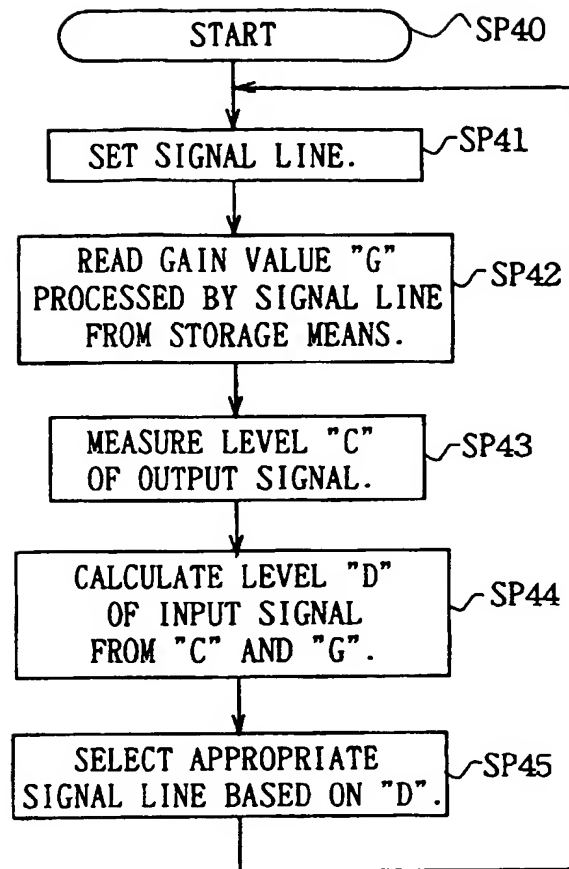 START
SP40
SET SIGNAL LINE.
SP41
READ GAIN VALUE "G"
PROCESSED BY SIGNAL LINE
FROM STORAGE MEANS.
SP42
MEASURE LEVEL "C"
OF OUTPUT SIGNAL.
SP43
CALCULATE LEVEL "D"
OF INPUT SIGNAL
FROM "C" AND "G".
SP44
SELECT APPROPRIATE
SIGNAL LINE BASED ON "D".
SP45